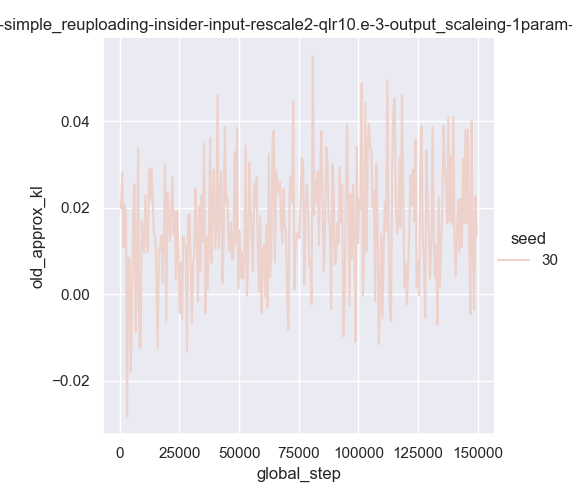 -simple_reuploading-insider-input-rescale2-qlr10.e-3-output_scaleing-1param-
0.04
0.02
0.00
−0.02
old_approx_kl
0 25000 50000 75000 100000 125000 150000
global_step
seed
30